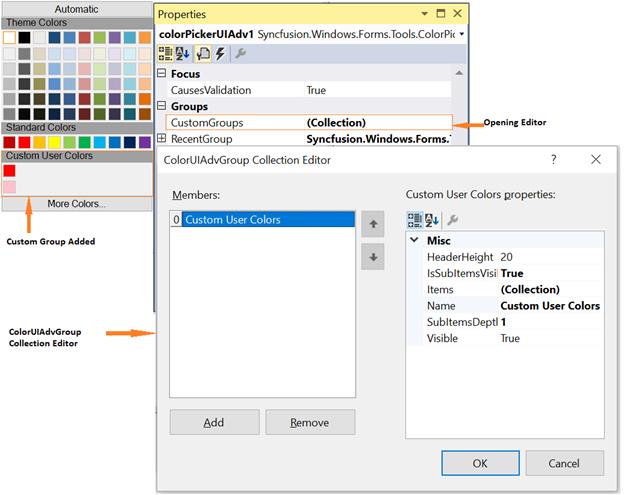 Automatic
Theme Colors
Standard Colors
Custom User Colors
More Colors...
Custom Group Added
Properties
colorPickerUIAdv1 Syncfusion.Windows.Forms.Tools.ColorPic
Focus
CausesValidation True
Groups
CustomGroups (Collection)
RecentGroup Syncfusion.Windows.Forms.T
Opening Editor
ColorUIAdvGroup
Collection Editor
ColorUIAdvGroup Collection Editor
Members:
0 Custom User Colors
Add
Remove
Custom User Colors properties:
Misc
HeaderHeight 20
IsSubItemsVisil True
Items (Collection)
Name Custom User Colors
SubItemsDeptl 1
Visible True
OK
Cancel